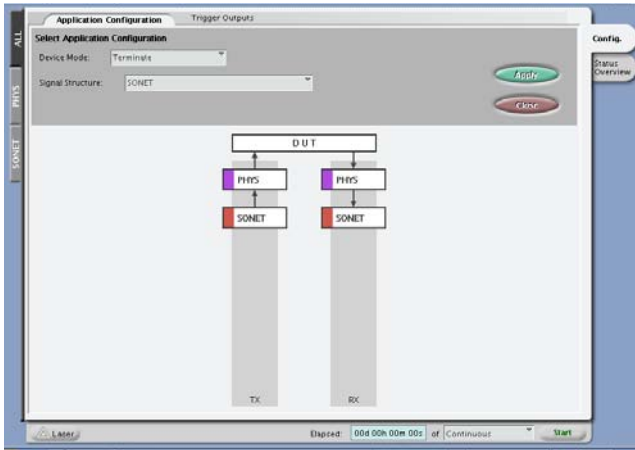 Application Configuration
Trigger Outputs
Select Application Configuration
Device Mode: Terminate
Signal Structure: SONET
Apply
Close
ALL
PHYS
SONET
Config.
Status
Overview
DUT
PHYS
PHYS
SONET
SONET
TX
RX
Laser
Elapsed: 00d 00h 00m 00s of Continuous
Start